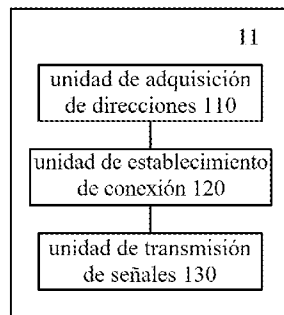 11
unidad de adquisición
de direcciones 110
unidad de establecimiento
de conexión 120
unidad de transmisión
de señales 130